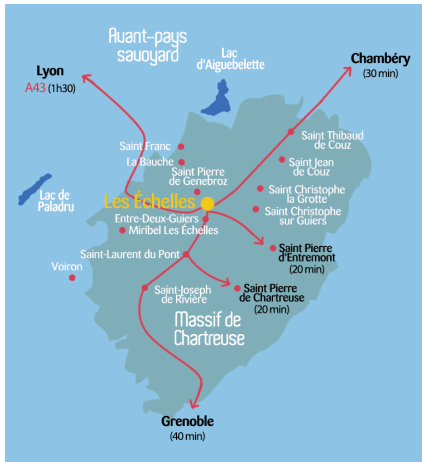 Avant-pays
savoyard
Lac
d'Aiguebelette
Chambéry
(30 min)
Lyon
A43 (1h30)
Saint Franc
La Bauche
Saint Pierre
de Genebroz
Saint Thibaud
de Couz
Saint Jean
de Couz
Saint Christophe
la Grotte
Saint Christophe
sur Guiers
Lac de
Paladru
Les Échelles
Entre-Deux-Guiers
Miribel Les Échelles
Saint-Laurent du Pont
Saint Pierre
d'Entremont
(20 min)
Voiron
Saint-Joseph
de Rivière
Saint Pierre
de Chartreuse
(20 min)
Massif de
Chartreuse
Grenoble
(40 min)